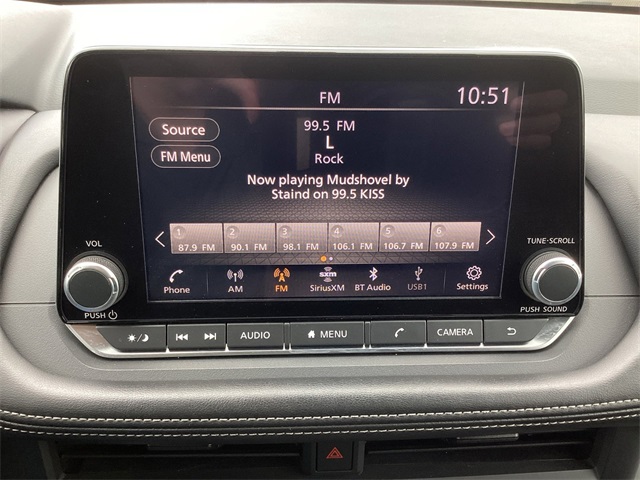 FM 10:51
Source
99.5 FM
L
FM Menu
Rock
Now playing Mudshovel by
Staind on 99.5 KISS
1 2 3 4 5 6
87.9 FM 90.1 FM 98.1 FM 106.1 FM 106.7 FM 107.9 FM
Phone AM FM SiriusXM BT Audio USB1 Settings
sxm
VOL
PUSH
TUNE·SCROLL
PUSH SOUND
AUDIO MENU CAMERA